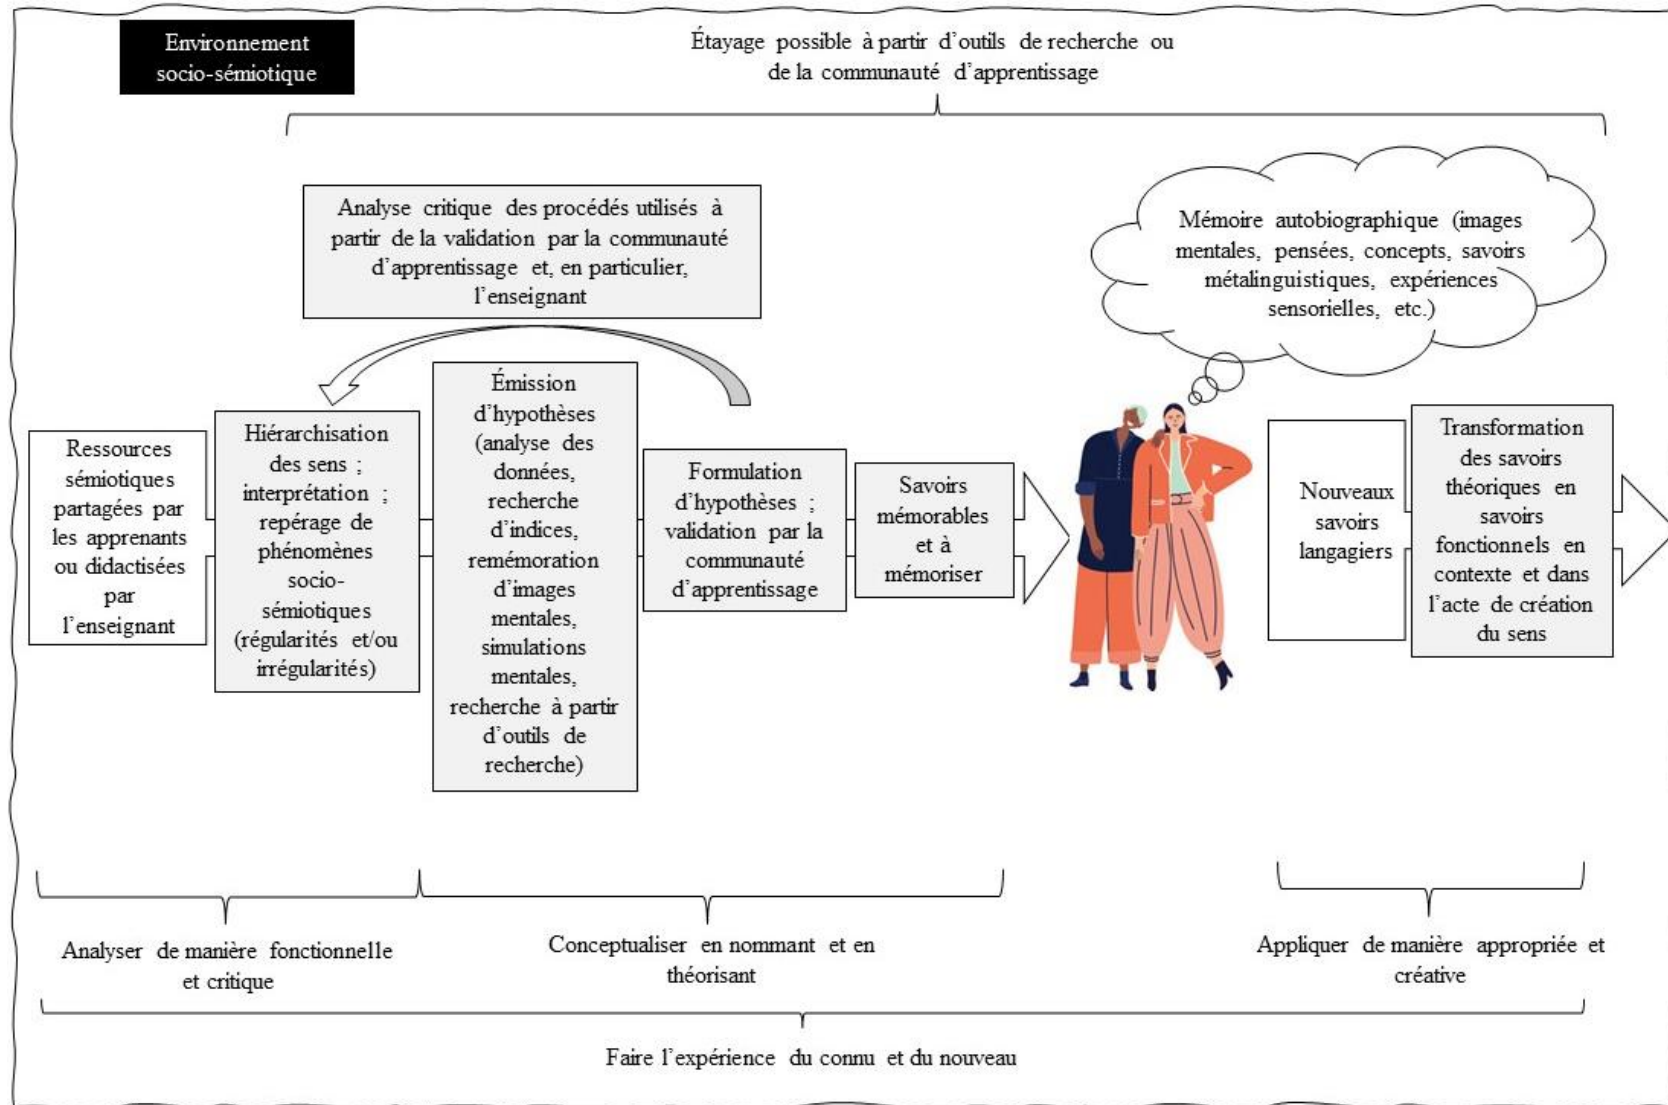 Environnement
socio-sémiotique
Étayage possible à partir d’outils de recherche ou
de la communauté d’apprentissage
Analyse critique des procédés utilisés à
partir de la validation par la communauté
d’apprentissage et, en particulier,
l’enseignant
Mémoire autobiographique (images
mentales, pensées, concepts, savoirs
métalinguistiques, expériences
sensorielles, etc.)
Ressources
sémiotiques
partagées par
les apprenants
ou didactisées
par
l’enseignant
Hiérarchisation
des sens ;
interprétation ;
repérage de
phénomènes
socio-
sémiotiques
(régularités et/ou
irrégularités)
Émission
d’hypothèses
(analyse des
données,
recherche
d’indices,
remémoration
d’images
mentales,
simulations
mentales,
recherche à partir
d’outils de
recherche)
Formulation
d’hypothèses ;
validation par la
communauté
d’apprentissage
Savoirs
mémorables
et à
mémoriser
Nouveaux
savoirs
langagiers
Transformation
des savoirs
théoriques en
savoirs
fonctionnels en
contexte et dans
l’acte de création
du sens
Analyser de manière fonctionnelle
et critique
Conceptualiser en nommant et en
théorisant
Appliquer de manière appropriée et
créative
Faire l’expérience du connu et du nouveau